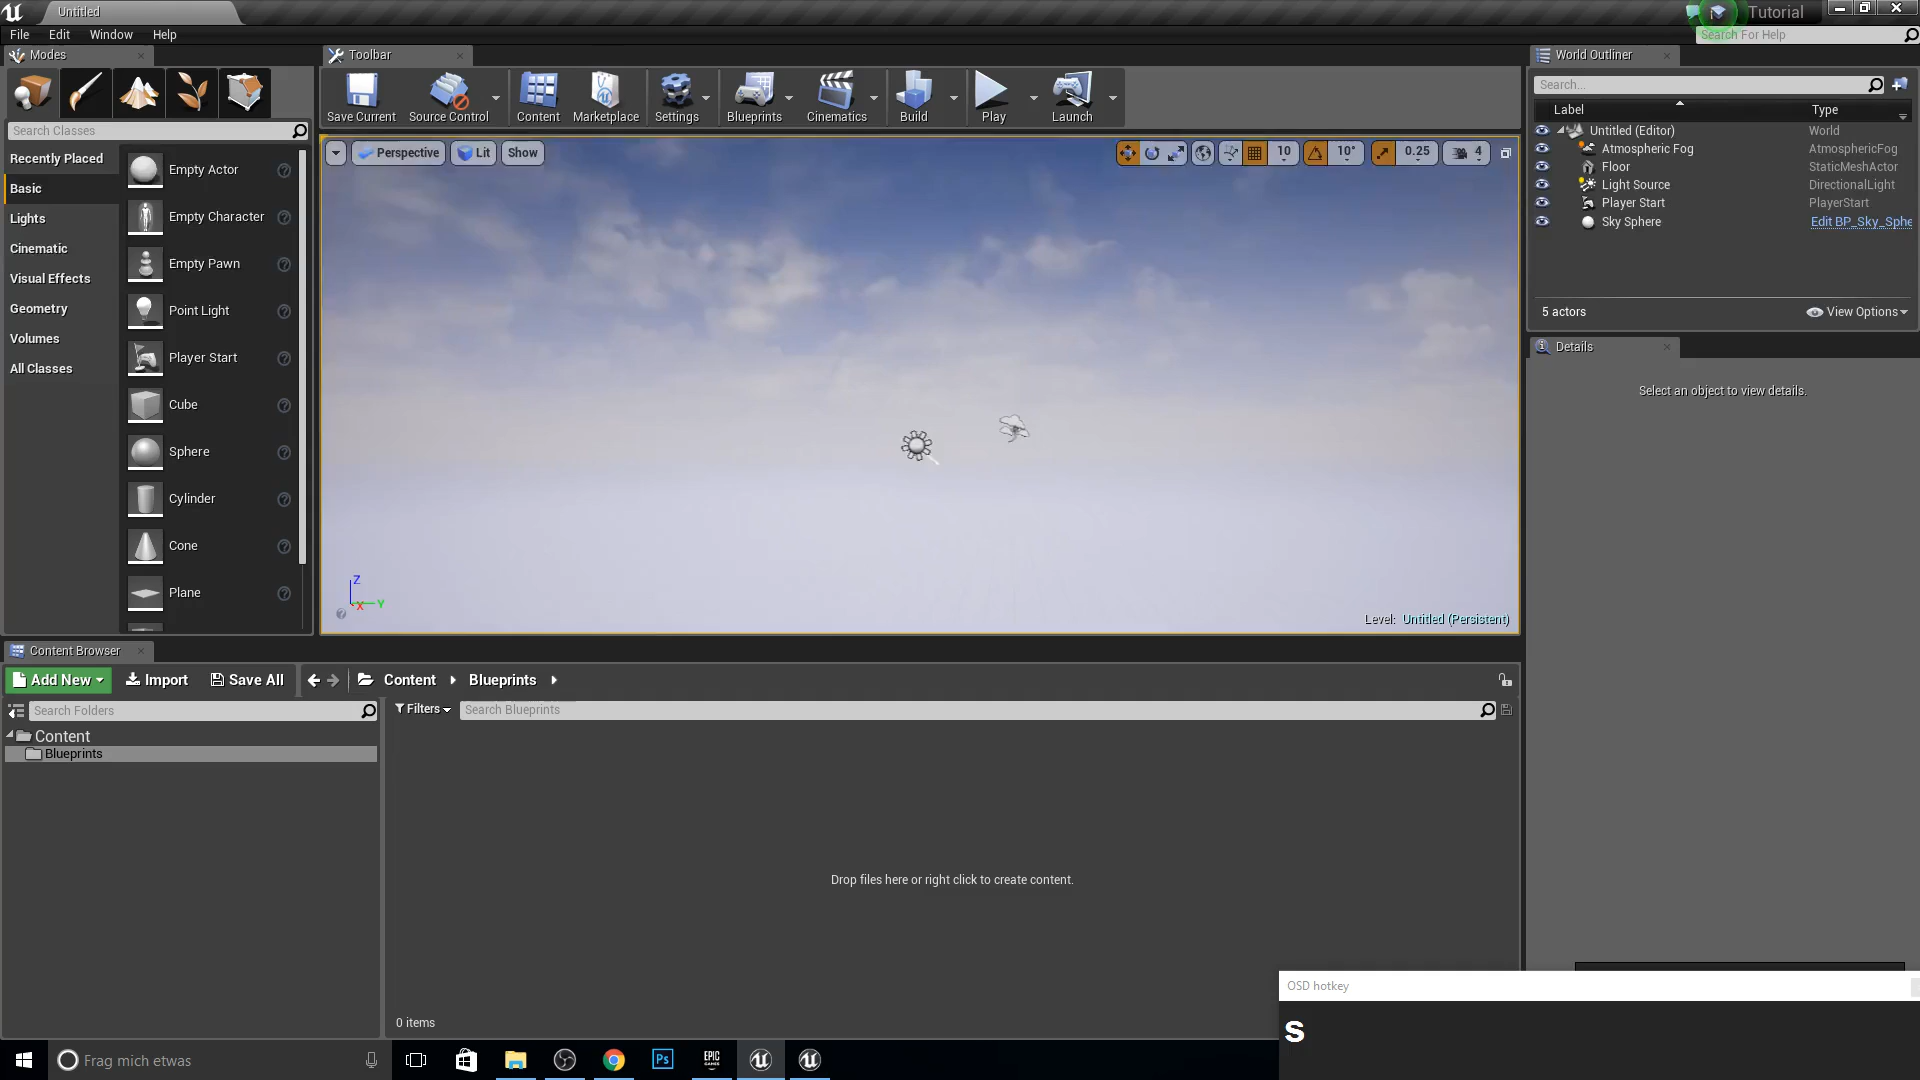 Untitled
Tutorial
File Edit Window Help
Search For Help
Modes
Toolbar
World Outliner
Search Classes
Recently Placed
Basic
Lights
Cinematic
Visual Effects
Geometry
Volumes
All Classes
Empty Actor
Empty Character
Empty Pawn
Point Light
Player Start
Cube
Sphere
Cylinder
Cone
Plane
Save Current
Source Control
Content
Marketplace
Settings
Blueprints
Cinematics
Build
Play
Launch
Perspective
Lit
Show
10
10°
0.25
4
Z
X
Y
Level: Untitled (Persistent)
Search...
Label Type
Untitled (Editor) World
Atmospheric Fog AtmosphericFog
Floor StaticMeshActor
Light Source DirectionalLight
Player Start PlayerStart
Sky Sphere Edit BP_Sky_Sphe
5 actors
View Options
Details
Select an object to view details.
Content Browser
Add New
Import
Save All
Content
Blueprints
Search Folders
Filters
Search Blueprints
Content
Blueprints
Drop files here or right click to create content.
0 items
OSD hotkey
S
Frag mich etwas
Ps
EPIC
GAMES